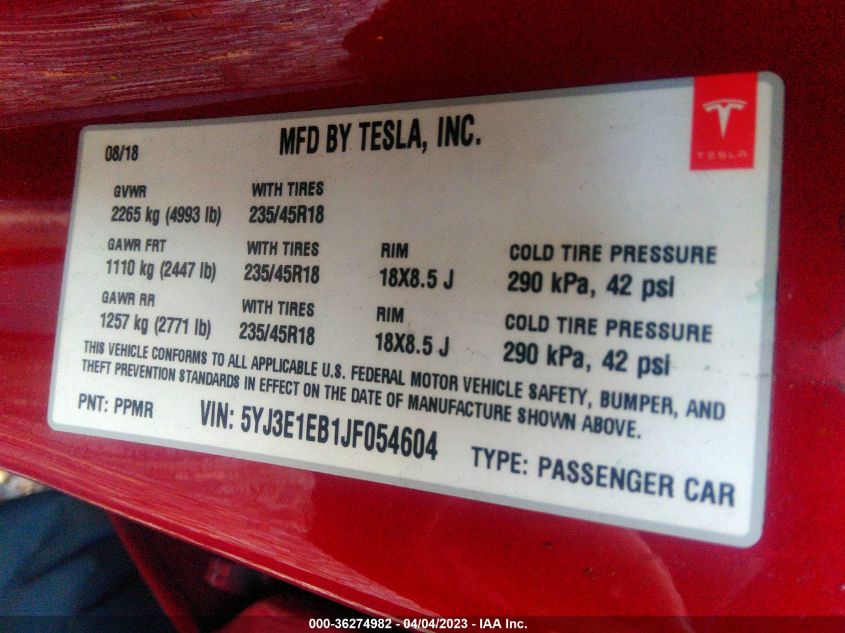 08/18
MFD BY TESLA, INC.
TESLA
GVWR WITH TIRES
2265 kg (4993 lb) 235/45R18
GAWR FRT WITH TIRES RIM COLD TIRE PRESSURE
1110 kg (2447 lb) 235/45R18 18X8.5 J 290 kPa, 42 psi
GAWR RR WITH TIRES RIM COLD TIRE PRESSURE
1257 kg (2771 lb) 235/45R18 18X8.5 J 290 kPa, 42 psi
THIS VEHICLE CONFORMS TO ALL APPLICABLE U.S. FEDERAL MOTOR VEHICLE SAFETY, BUMPER, AND
THEFT PREVENTION STANDARDS IN EFFECT ON THE DATE OF MANUFACTURE SHOWN ABOVE.
PNT: PPMR VIN: 5YJ3E1EB1JF054604 TYPE: PASSENGER CAR
000-36274982 - 04/04/2023 - IAA Inc.